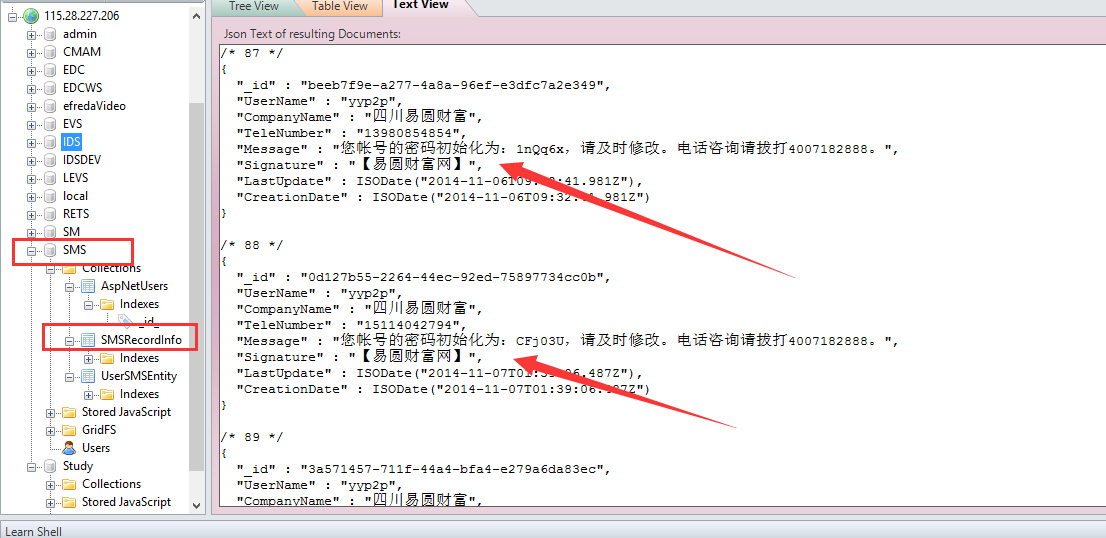 115.28.227.206
admin
CMAM
EDC
EDCWS
efredaVideo
EVS
IDS
IDSDEV
LEVS
local
RETS
SM
SMS
Collections
AspNetUsers
Indexes
_id_
SMSRecordInfo
Indexes
UserSMSEntity
Indexes
Stored JavaScript
GridFS
Users
Study
Collections
Stored JavaScript
Learn Shell
Tree View
Table View
Text View
Json Text of resulting Documents:
/* 87 */
{
"_id" : "beeb7f9e-a277-4a8a-96ef-e3dfc7a2e349",
"UserName" : "yyp2p",
"CompanyName" : "四川易圆财富",
"TeleNumber" : "13980854854",
"Message" : "您帐号的密码初始化为：1nQq6x，请及时修改。电话咨询请拔打4007182888。",
"Signature" : "【易圆财富网】",
"LastUpdate" : ISODate("2014-11-06T09: :41.981Z"),
"CreationDate" : ISODate("2014-11-06T09:32: .981Z")
}
/* 88 */
{
"_id" : "0d127b55-2264-44ec-92ed-75897734cc0b",
"UserName" : "yyp2p",
"CompanyName" : "四川易圆财富",
"TeleNumber" : "15114042794",
"Message" : "您帐号的密码初始化为：CFj03U，请及时修改。电话咨询请拔打4007182888。",
"Signature" : "【易圆财富网】",
"LastUpdate" : ISODate("2014-11-07T01: 06.487Z"),
"CreationDate" : ISODate("2014-11-07T01:39:06. 7Z")
}
/* 89 */
{
"_id" : "3a571457-711f-44a4-bfa4-e279a6da83ec",
"UserName" : "yyp2p",
"CompanyName" : "四川易圆财富",